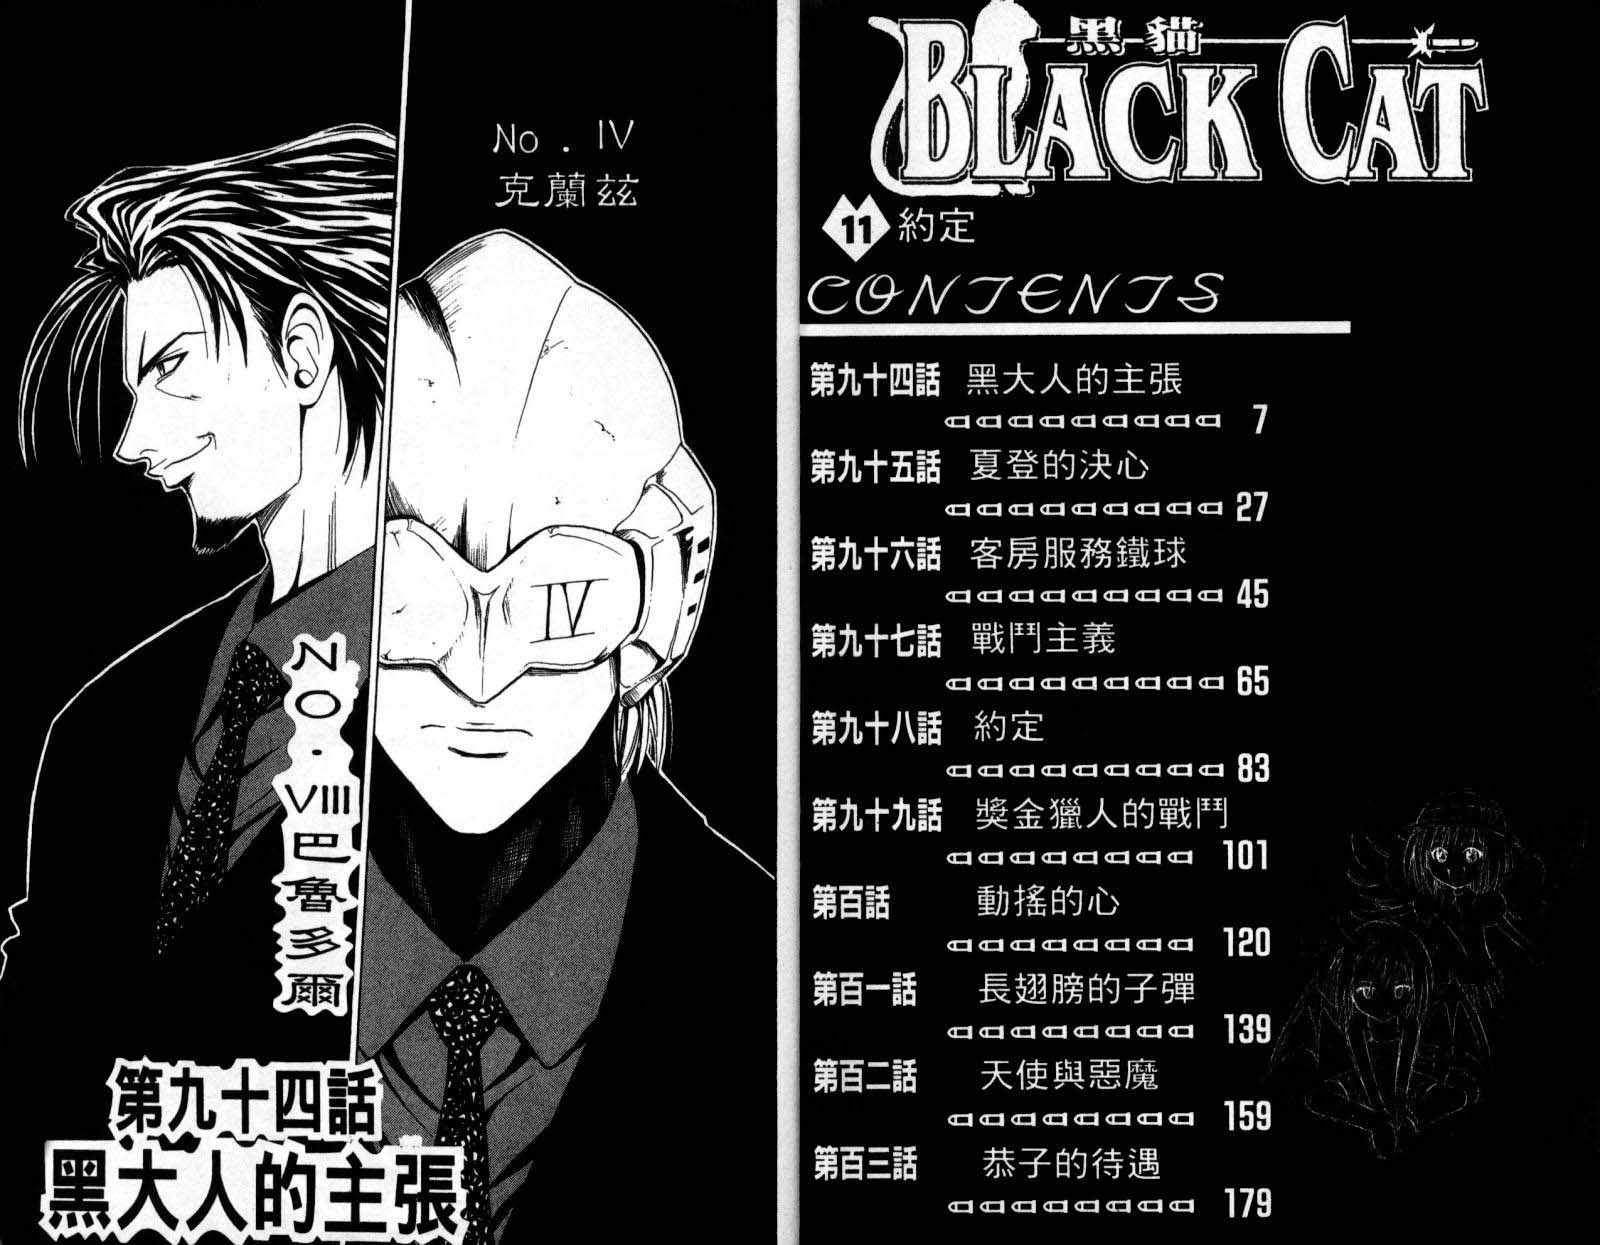 黑貓
BLACK CAT
11 約定
CONTENTS
第九十四話 黑大人的主張
7
第九十五話 夏登的決心
27
第九十六話 客房服務鐵球
45
第九十七話 戰鬥主義
65
第九十八話 約定
83
第九十九話 獎金獵人的戰鬥
101
第百話 動搖的心
120
第百一話 長翅膀的子彈
139
第百二話 天使與惡魔
159
第百三話 恭子的待遇
179
No. IV
克蘭茲
IV
NO. VIII 巴魯多爾
第九十四話
黑大人的主張